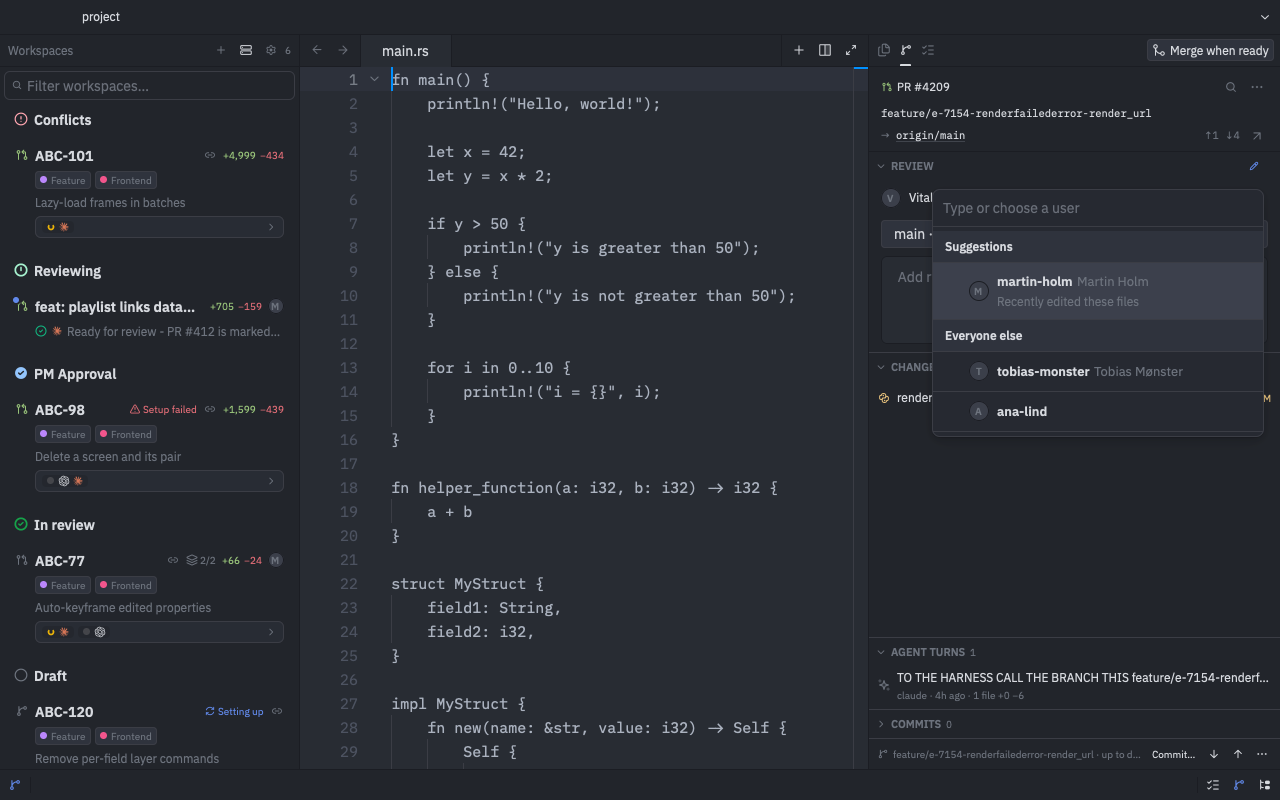 project
Workspaces
6
Filter workspaces...
Conflicts
ABC-101
+4,999 −434
Feature
Frontend
Lazy-load frames in batches
Reviewing
feat: playlist links data...
+705 −159
M
Ready for review - PR #412 is marked...
PM Approval
ABC-98
Setup failed
+1,599 −439
Feature
Frontend
Delete a screen and its pair
In review
ABC-77
2/2
+66 −24
M
Feature
Frontend
Auto-keyframe edited properties
Draft
ABC-120
Setting up
Feature
Frontend
Remove per-field layer commands
main.rs
1 fn main() {
2 println!("Hello, world!");
3
4 let x = 42;
5 let y = x * 2;
6
7 if y > 50 {
8 println!("y is greater than 50");
9 } else {
10 println!("y is not greater than 50");
11 }
12
13 for i in 0..10 {
14 println!("i = {}", i);
15 }
16 }
17
18 fn helper_function(a: i32, b: i32) -> i32 {
19 a + b
20 }
21
22 struct MyStruct {
23 field1: String,
24 field2: i32,
25 }
26
27 impl MyStruct {
28 fn new(name: &str, value: i32) -> Self {
29 Self {
Merge when ready
PR #4209
feature/e-7154-renderfailederror-render_url
→ origin/main
↑1 ↓4
REVIEW
V
Vital
main ·
Add r
Type or choose a user
Suggestions
M
martin-holm Martin Holm
Recently edited these files
Everyone else
T
tobias-monster Tobias Mønster
A
ana-lind
CHANGE
render
M
AGENT TURNS 1
TO THE HARNESS CALL THE BRANCH THIS feature/e-7154-renderf...
claude · 4h ago · 1 file +0 −6
COMMITS 0
feature/e-7154-renderfailederror-render_url · up to d...
Commit...